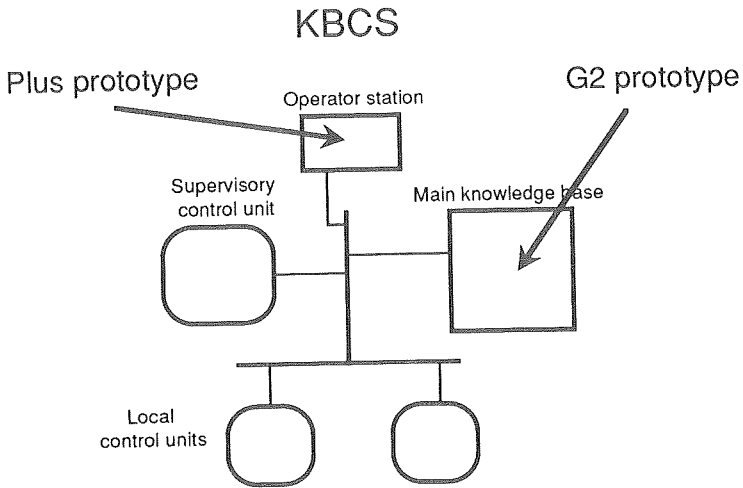 KBCS
Plus prototype
G2 prototype
Operator station
Supervisory
control unit
Main knowledge base
Local
control units